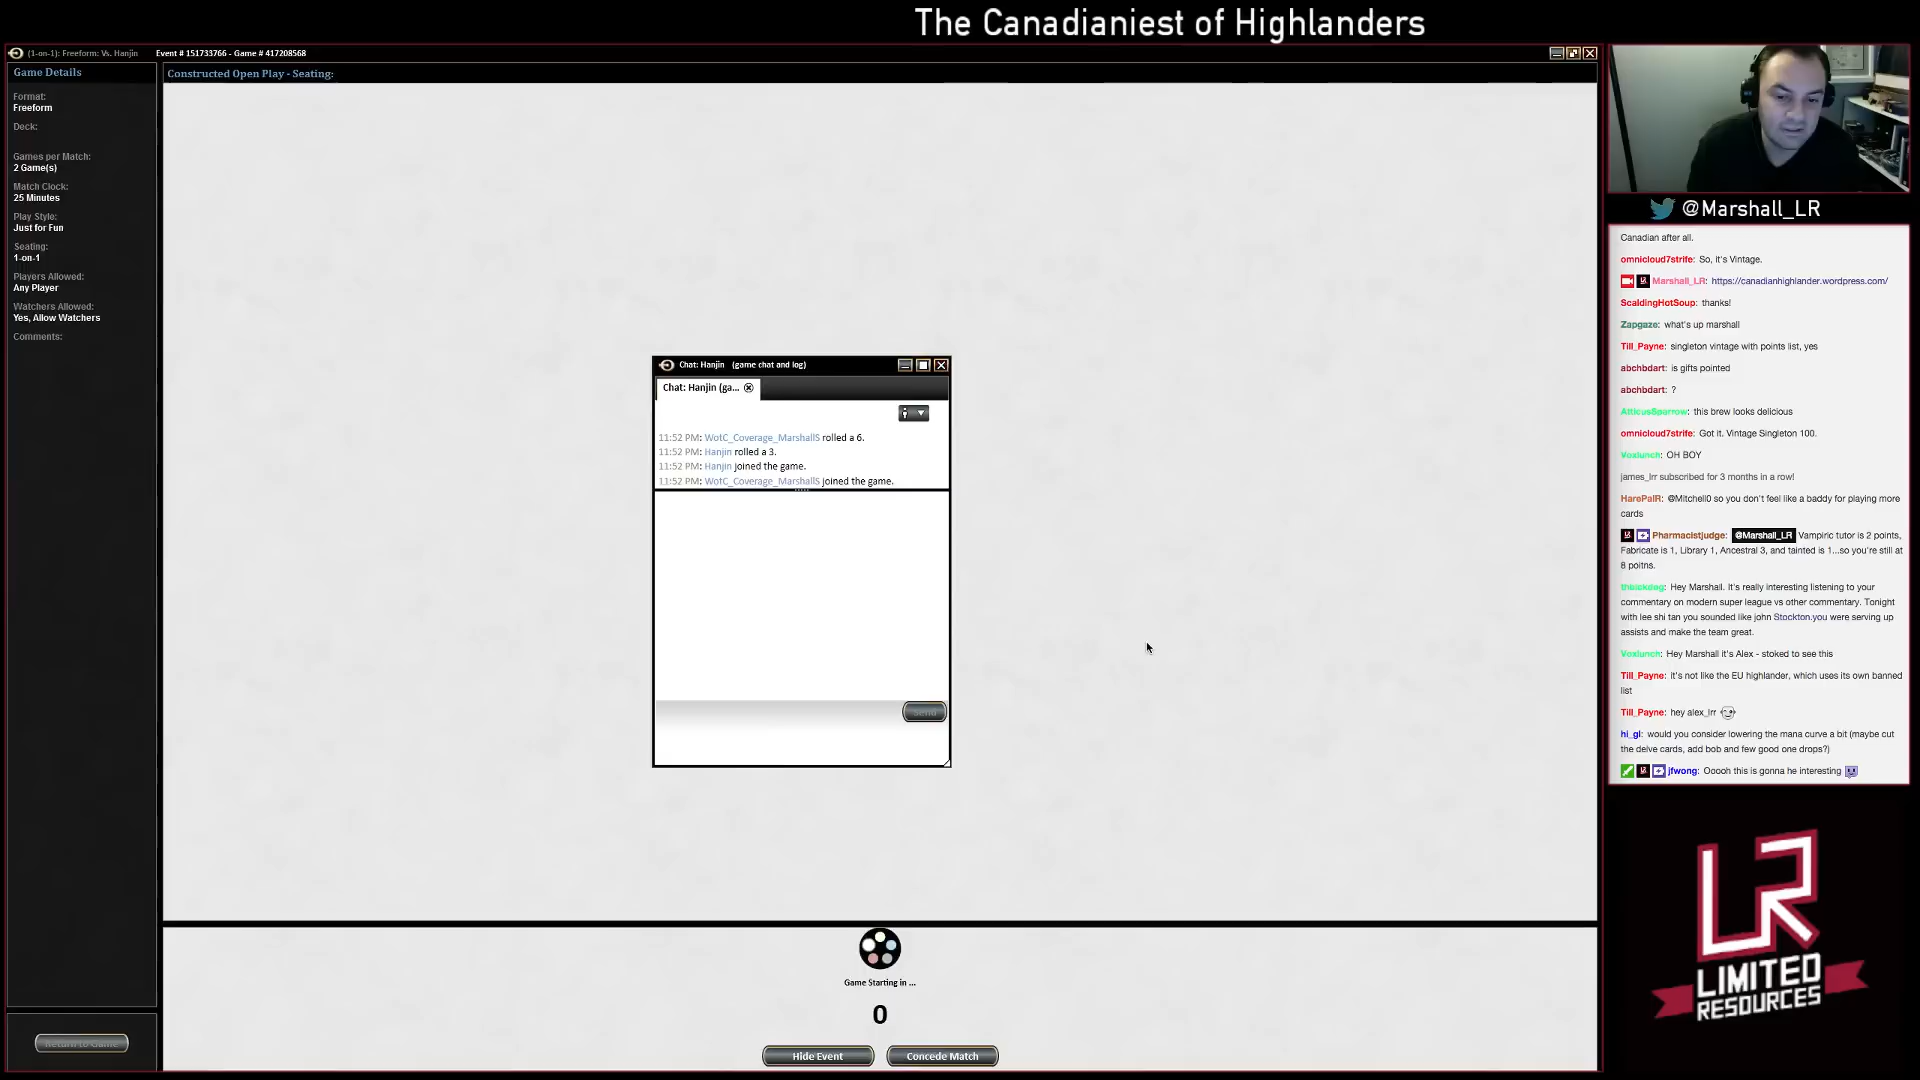 The Canadianiest of Highlanders
(1-on-1): Freeform: Vs. Hanjin
Event # 151733766 - Game # 417208568
Game Details
Constructed Open Play - Seating:
Format:
Freeform
Deck:
Games per Match:
2 Game(s)
Match Clock:
25 Minutes
Play Style:
Just for Fun
Seating:
1-on-1
Players Allowed:
Any Player
Watchers Allowed:
Yes, Allow Watchers
Comments:
Return to Game
Chat: Hanjin (game chat and log)
Chat: Hanjin (ga...
11:52 PM: WotC_Coverage_MarshallS rolled a 6.
11:52 PM: Hanjin rolled a 3.
11:52 PM: Hanjin joined the game.
11:52 PM: WotC_Coverage_MarshallS joined the game.
Send
Game Starting in ...
0
Hide Event
Concede Match
@Marshall_LR
Canadian after all.
omnicloud7strife: So, it's Vintage.
Marshall_LR: https://canadianhighlander.wordpress.com/
ScaldingHotSoup: thanks!
Zapgaze: what's up marshall
Till_Payne: singleton vintage with points list, yes
abchbdart: is gifts pointed
abchbdart: ?
AtticusSparrow: this brew looks delicious
omnicloud7strife: Got it. Vintage Singleton 100.
Voxlunch: OH BOY
james_lrr subscribed for 3 months in a row!
HarePalR: @Mitchell0 so you don't feel like a baddy for playing more
cards
Pharmacistjudge: @Marshall_LR Vampiric tutor is 2 points,
Fabricate is 1, Library 1, Ancestral 3, and tainted is 1...so you're still at
8 poitns.
Hey Marshall. It's really interesting listening to your
commentary on modern super league vs other commentary. Tonight
with lee shi tan you sounded like john Stockton.you were serving up
assists and make the team great.
Voxlunch: Hey Marshall it's Alex - stoked to see this
Till_Payne: it's not like the EU highlander, which uses its own banned
list
Till_Payne: hey alex_lrr
hi_gl: would you consider lowering the mana curve a bit (maybe cut
the delve cards, add bob and few good one drops?)
jfwong: Ooooh this is gonna he interesting
LR
LIMITED
RESOURCES